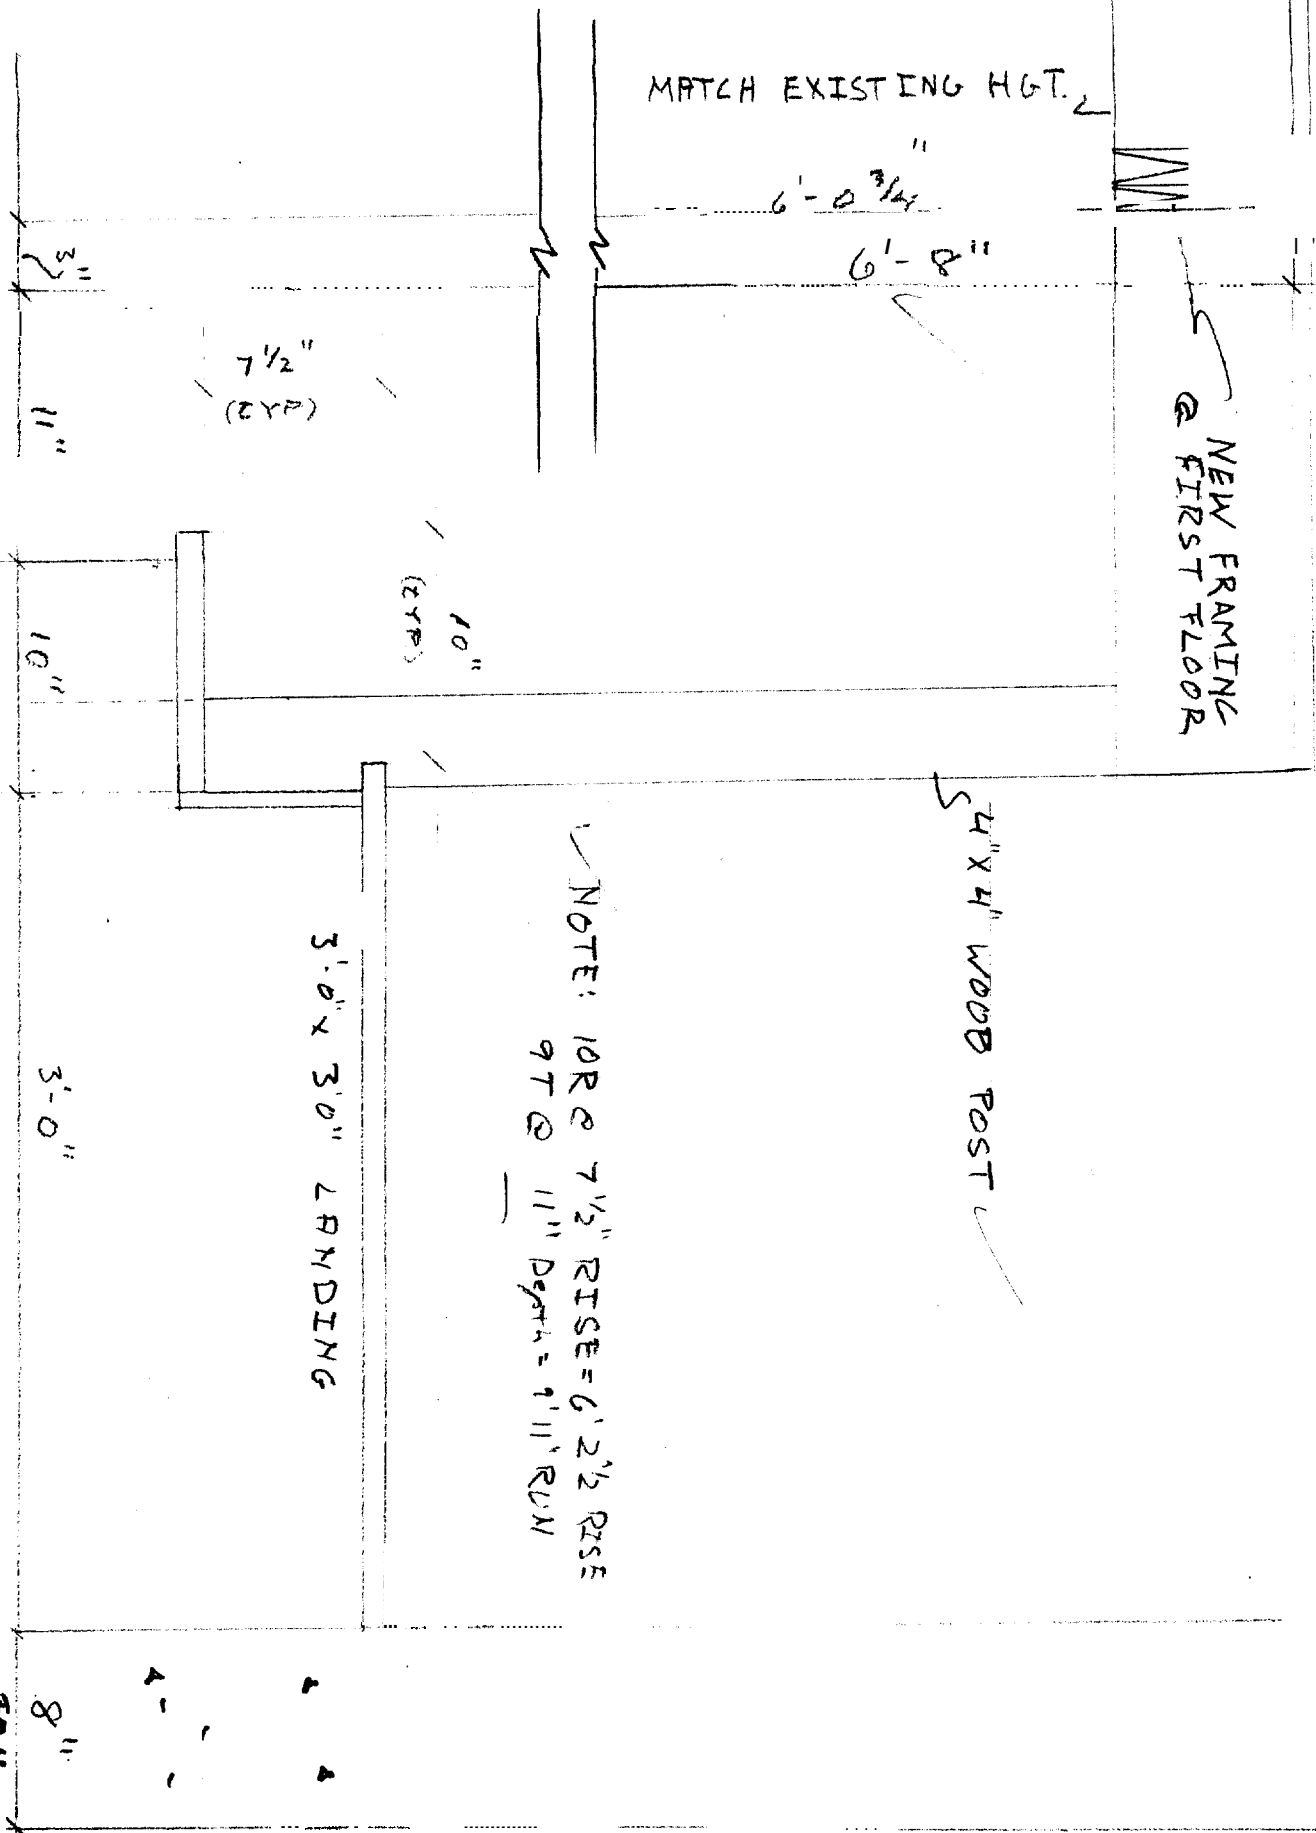 MATCH EXISTING HGT.
6'-0 3/4"
6'-8"
NEW FRAMING
@ FIRST FLOOR
3"
7 1/2"
(TYP)
11"
10"
(TYP)
10"
4"X4" WOOD POST
NOTE: 10R @ 7 1/2" RISE = 6' 2 1/2 RISE
9T @ 11" Depth = 9'11" RUN
3'-0" x 3'0" LANDING
3'-0"
8"